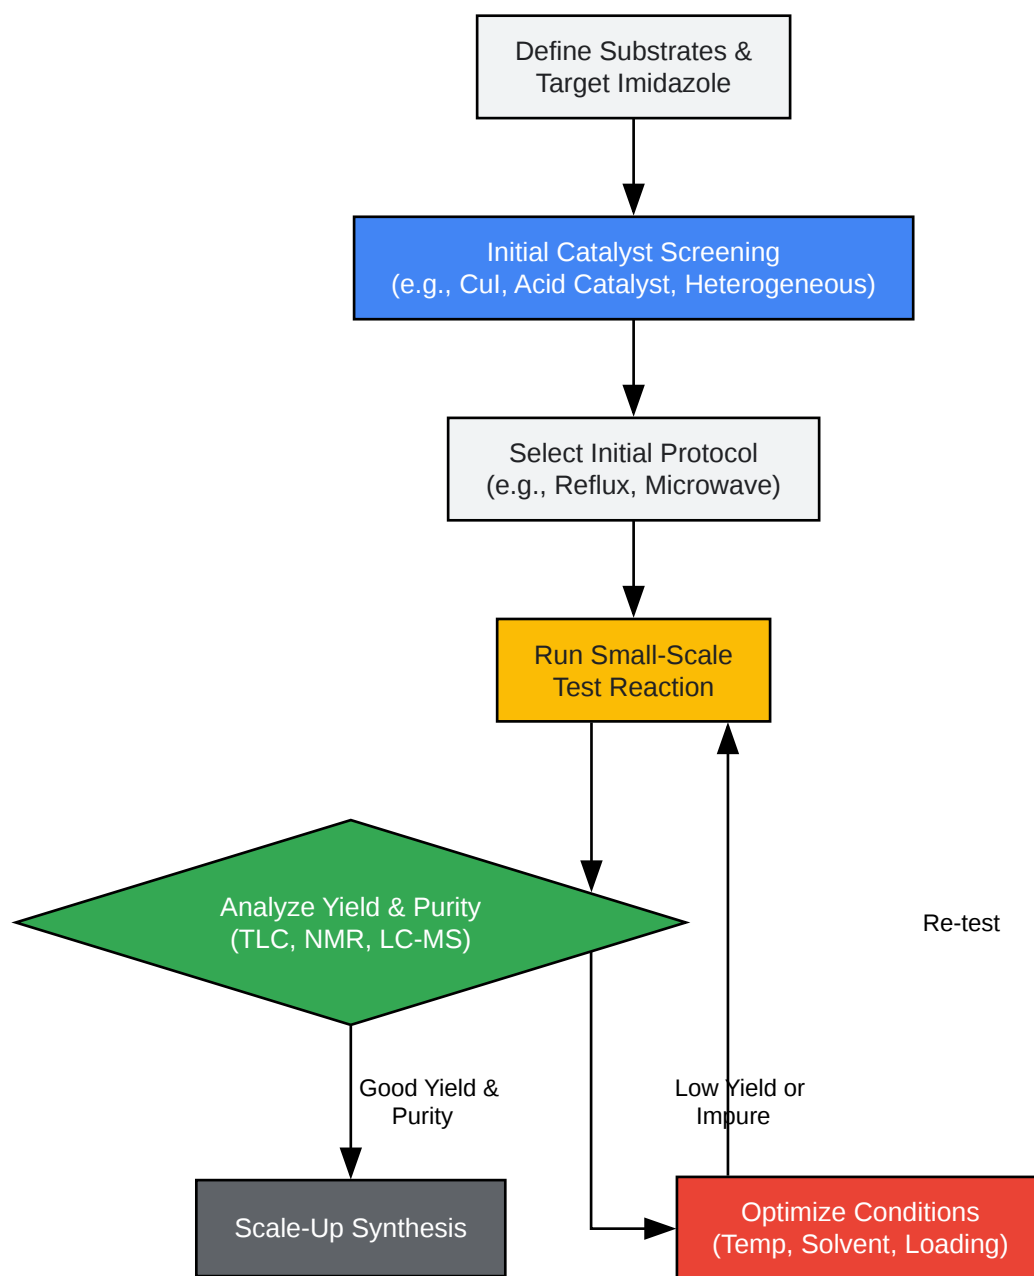 Define Substrates &
Target Imidazole
Initial Catalyst Screening
(e.g., CuI, Acid Catalyst, Heterogeneous)
Select Initial Protocol
(e.g., Reflux, Microwave)
Run Small-Scale
Test Reaction
Analyze Yield & Purity
(TLC, NMR, LC-MS)
Re-test
Good Yield &
Purity
Low Yield or
Impure
Scale-Up Synthesis
Optimize Conditions
(Temp, Solvent, Loading)